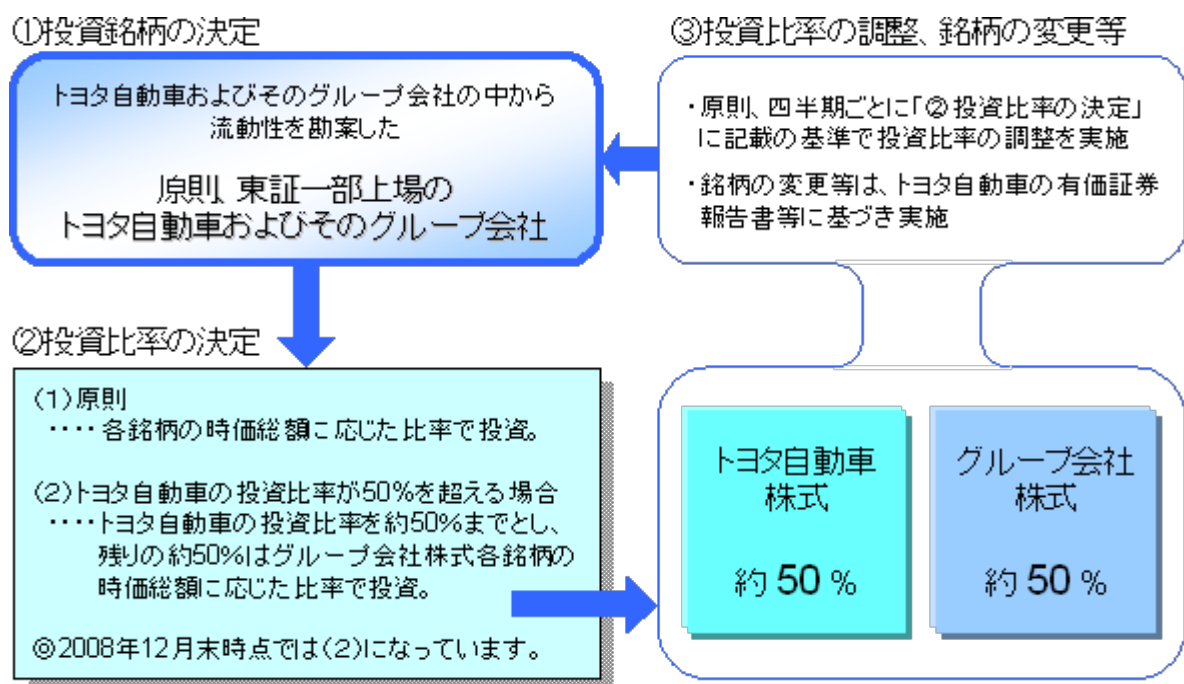 ①投資銘柄の決定
トヨタ自動車およびそのグループ会社の中から
流動性を勘案した
原則、東証一部上場の
トヨタ自動車およびそのグループ会社
②投資比率の決定
(1)原則
････各銘柄の時価総額に応じた比率で投資。
(2)トヨタ自動車の投資比率が50%を超える場合
････トヨタ自動車の投資比率を約50%までとし、
残りの約50%はグループ会社株式各銘柄の
時価総額に応じた比率で投資。
◎2008年12月末時点では(2)になっています。
③投資比率の調整、銘柄の変更等
・原則、四半期ごとに「②投資比率の決定」
に記載の基準で投資比率の調整を実施
・銘柄の変更等は、トヨタ自動車の有価証券
報告書等に基づき実施
トヨタ自動車
株式
約 50 %
グループ会社
株式
約 50 %